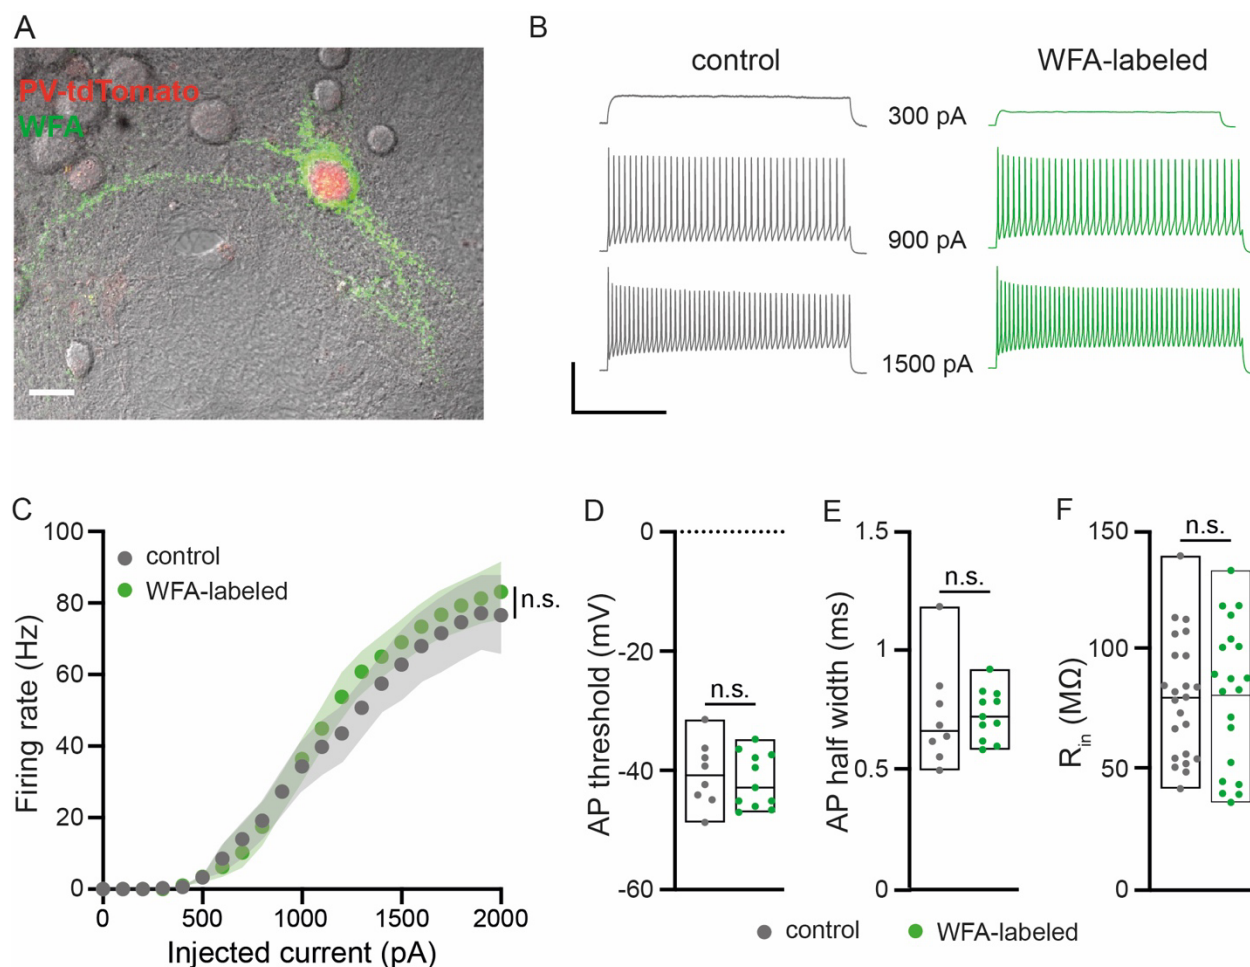 A
PV-tdTomato
WFA
B
control
WFA-labeled
300 pA
900 pA
1500 pA
C
100
80
60
40
20
0
Firing rate (Hz)
control
WFA-labeled
n.s.
0
500
1000
1500
2000
Injected current (pA)
D
0
-20
-40
-60
AP threshold (mV)
n.s.
E
1.5
1
0.5
0
AP half width (ms)
n.s.
F
150
100
50
0
Rin (MΩ)
n.s.
control
WFA-labeled